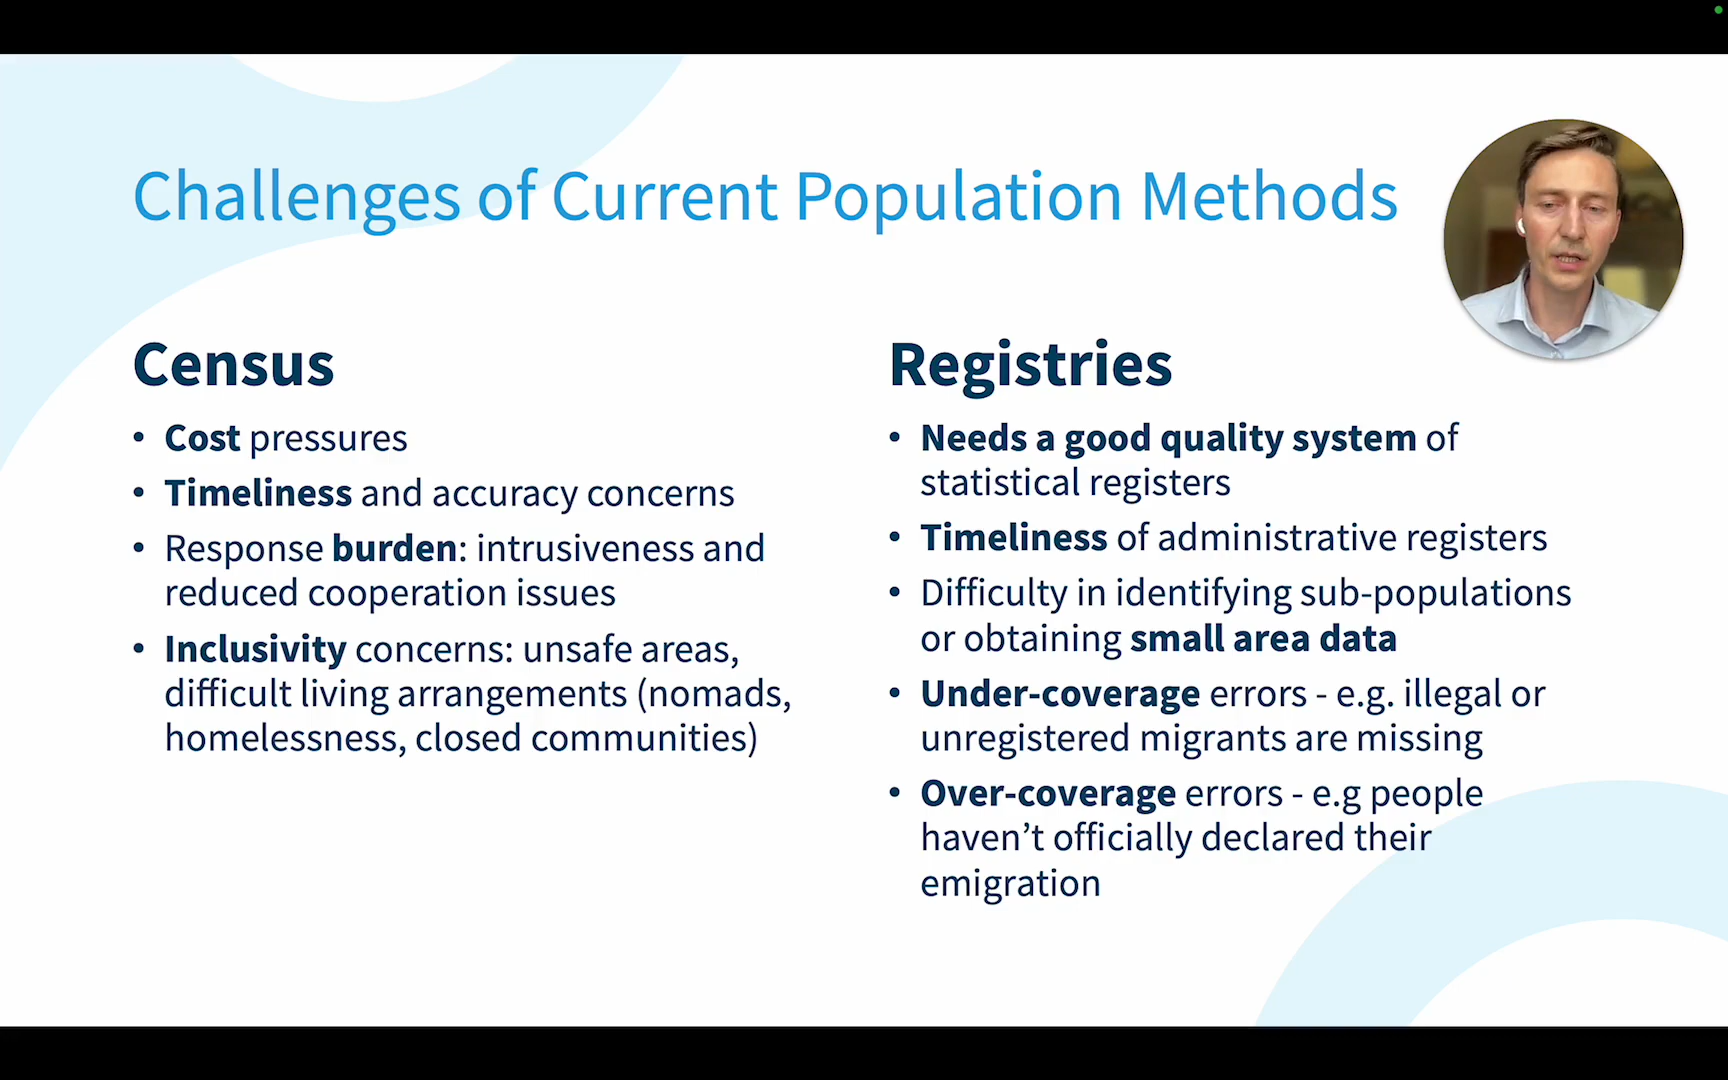 Challenges of Current Population Methods
Census
• Cost pressures
• Timeliness and accuracy concerns
• Response burden: intrusiveness and
reduced cooperation issues
• Inclusivity concerns: unsafe areas,
difficult living arrangements (nomads,
homelessness, closed communities)
Registries
• Needs a good quality system of
statistical registers
• Timeliness of administrative registers
• Difficulty in identifying sub-populations
or obtaining small area data
• Under-coverage errors - e.g. illegal or
unregistered migrants are missing
• Over-coverage errors - e.g people
haven’t officially declared their
emigration